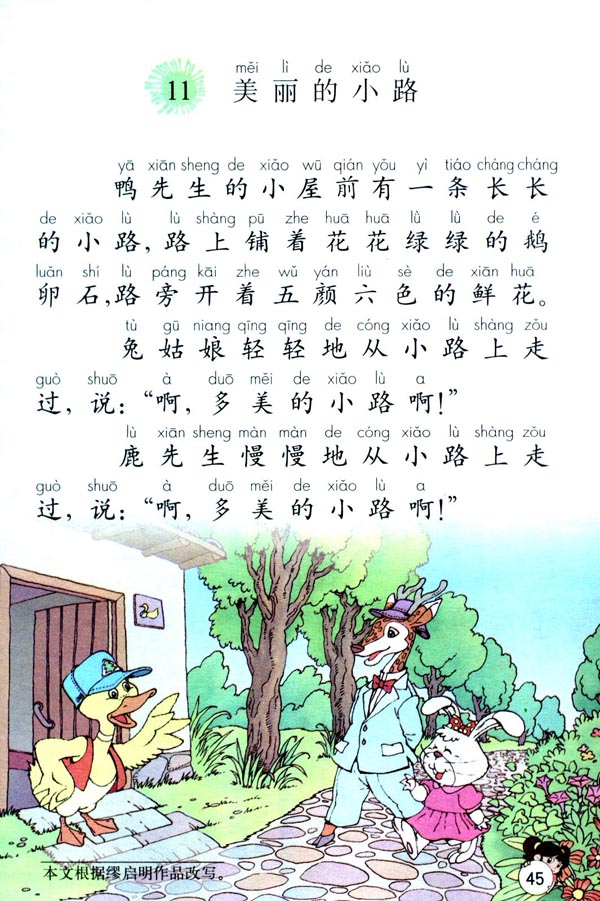 měi lì de xiǎo lù
11 美丽的小路
yā xiān sheng de xiǎo wū qián yǒu yì tiáo cháng cháng
鸭先生的小屋前有一条长长
de xiǎo lù lù shàng pū zhe huā huā lǜ lǜ de é
的小路，路上铺着花花绿绿的鹅
luǎn shí lù páng kāi zhe wǔ yán liù sè de xiān huā
卵石，路旁开着五颜六色的鲜花。
tù gū niang qīng qīng de cóng xiǎo lù shàng zǒu
兔姑娘轻轻地从小路上走
guò shuō à duō měi de xiǎo lù a
过，说：“啊，多美的小路啊！”
lù xiān sheng màn màn de cóng xiǎo lù shàng zǒu
鹿先生慢慢地从小路上走
guò shuō à duō měi de xiǎo lù a
过，说：“啊，多美的小路啊！”
本文根据缪启明作品改写。
45